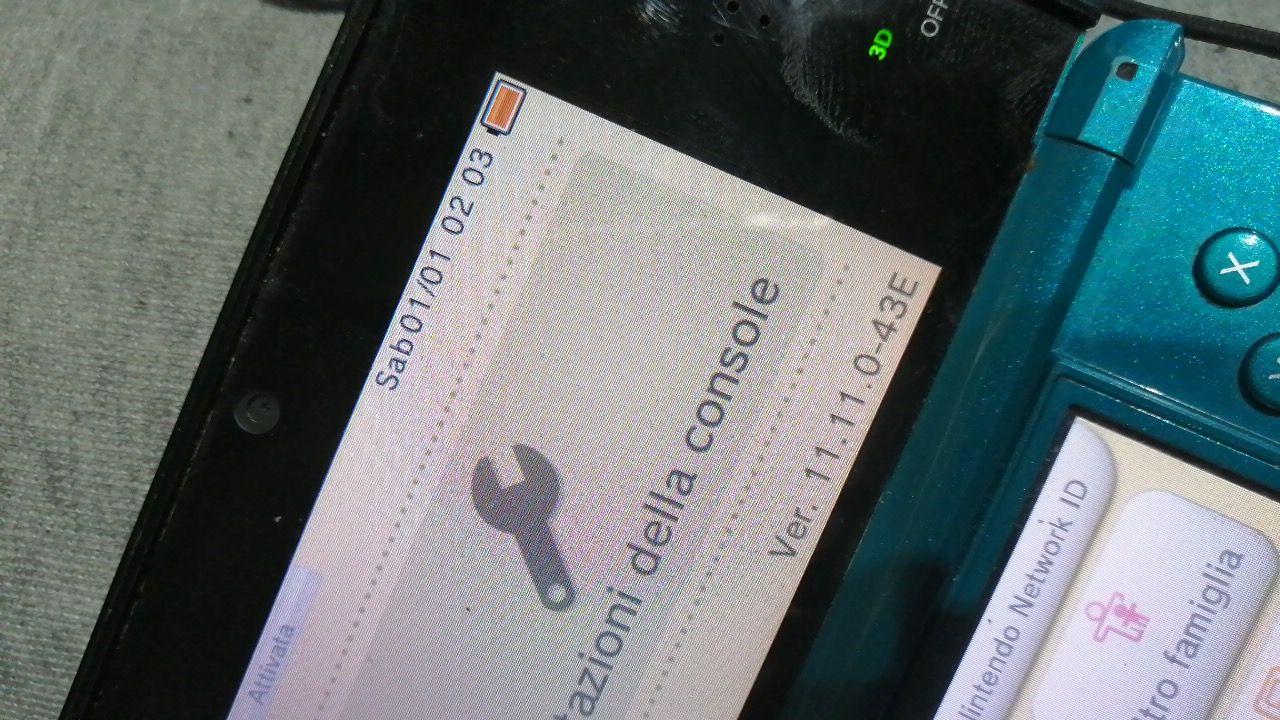 3D
OFF
Sab 01/01 02 03
Attivata
tazioni della console
Ver. 11.11.0-43E
Nintendo Network ID
tro famiglia
X